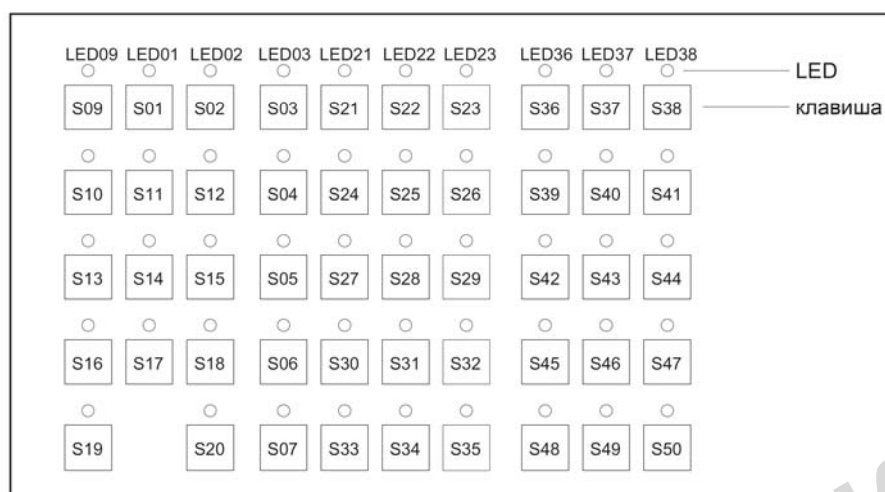 LED09 LED01 LED02 LED03 LED21 LED22 LED23 LED36 LED37 LED38
LED
S09 S01 S02 S03 S21 S22 S23 S36 S37 S38
клавиша
S10 S11 S12 S04 S24 S25 S26 S39 S40 S41
S13 S14 S15 S05 S27 S28 S29 S42 S43 S44
S16 S17 S18 S06 S30 S31 S32 S45 S46 S47
S19 S20 S07 S33 S34 S35 S48 S49 S50